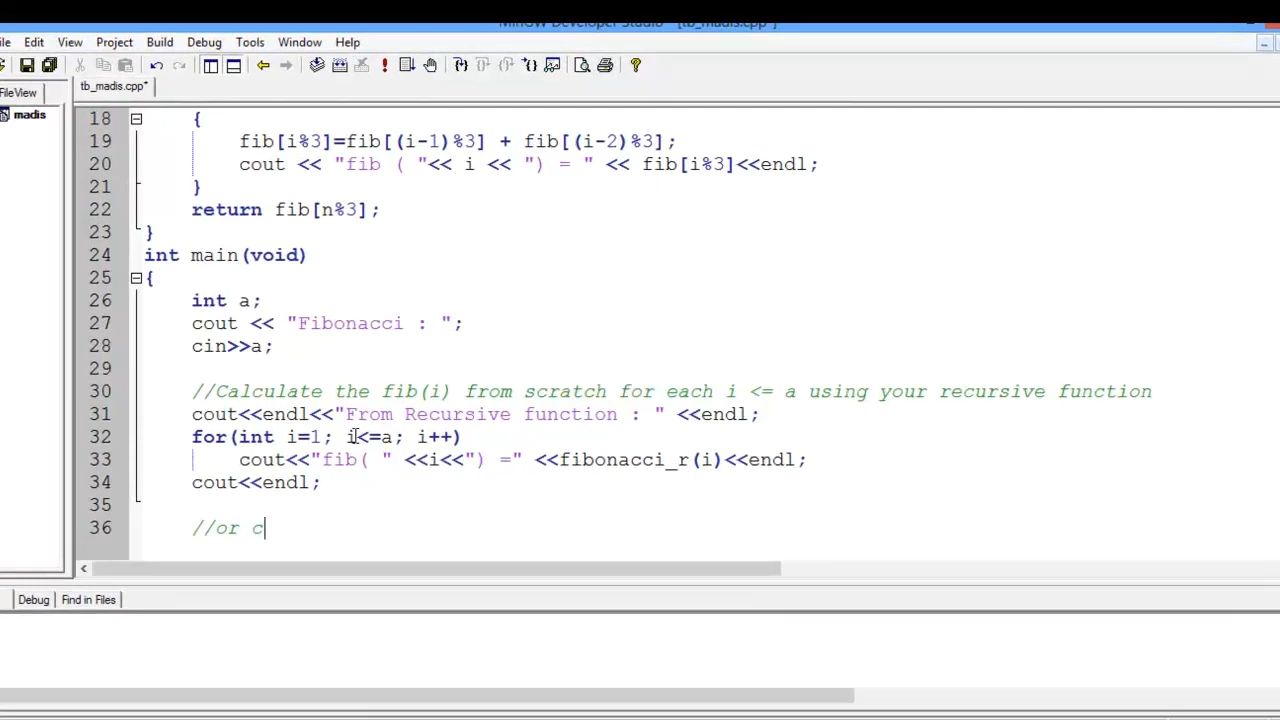 MinGW Developer Studio - [tb_madis.cpp*]
ile Edit View Project Build Debug Tools Window Help
FileView tb_madis.cpp*
madis
18 {
19 fib[i%3]=fib[(i-1)%3] + fib[(i-2)%3];
20 cout << "fib ( "<< i << ") = " << fib[i%3]<<endl;
21 }
22 return fib[n%3];
23 }
24 int main(void)
25 {
26 int a;
27 cout << "Fibonacci : ";
28 cin>>a;
29
30 //Calculate the fib(i) from scratch for each i <= a using your recursive function
31 cout<<endl<<"From Recursive function : " <<endl;
32 for(int i=1; i<=a; i++)
33 cout<<"fib( " <<i<<") =" <<fibonacci_r(i)<<endl;
34 cout<<endl;
35
36 //or c
Debug Find in Files